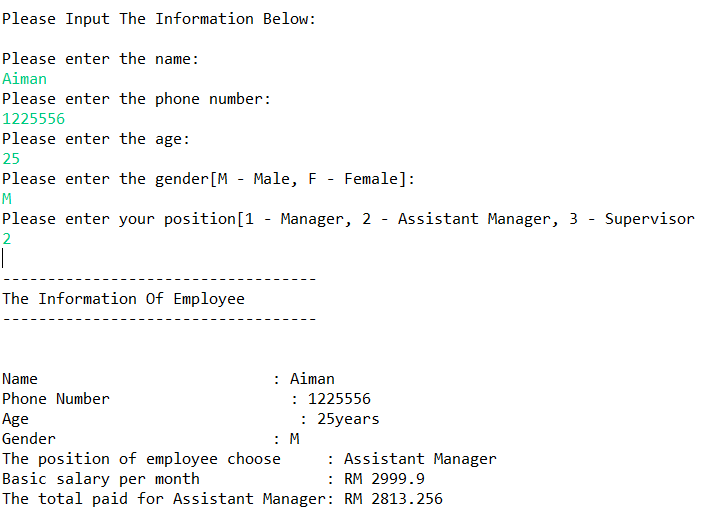 Please Input The Information Below:
Please enter the name:
Aiman
Please enter the phone number:
1225556
Please enter the age:
25
Please enter the gender[M - Male, F - Female]:
M
Please enter your position[1 - Manager, 2 - Assistant Manager, 3 - Supervisor
2
-----------------------------------
The Information Of Employee
-----------------------------------
Name                          : Aiman
Phone Number                    : 1225556
Age                              : 25years
Gender                        : M
The position of employee choose     : Assistant Manager
Basic salary per month              : RM 2999.9
The total paid for Assistant Manager: RM 2813.256